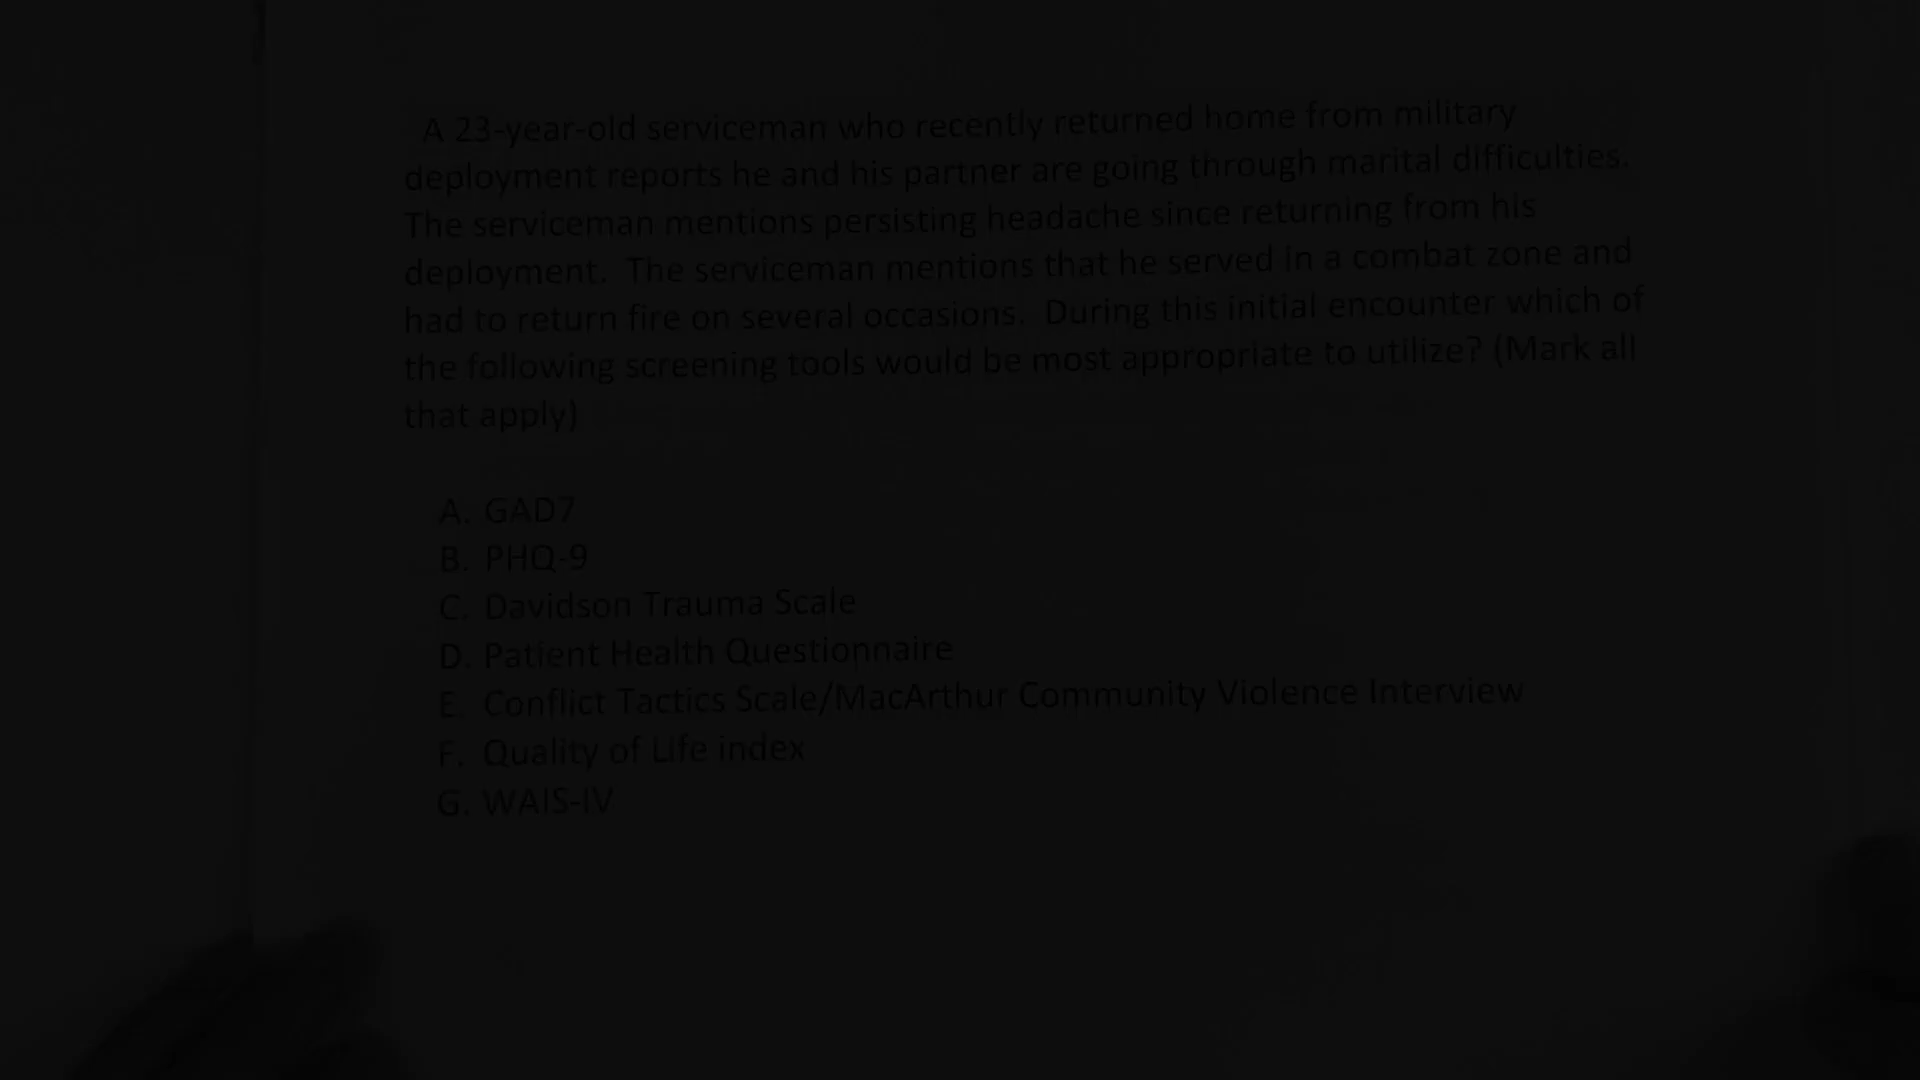 A 23-year-old serviceman who recently returned home from military
deployment reports he and his partner are going through marital difficulties.
The serviceman mentions persisting headache since returning from his
deployment.  The serviceman mentions that he served in a combat zone and
had to return fire on several occasions.  During this initial encounter which of
the following screening tools would be most appropriate to utilize? (Mark all
that apply)
A. GAD7
B. PHQ-9
C. Davidson Trauma Scale
D. Patient Health Questionnaire
E. Conflict Tactics Scale/MacArthur Community Violence Interview
F. Quality of Life index
G. WAIS-IV